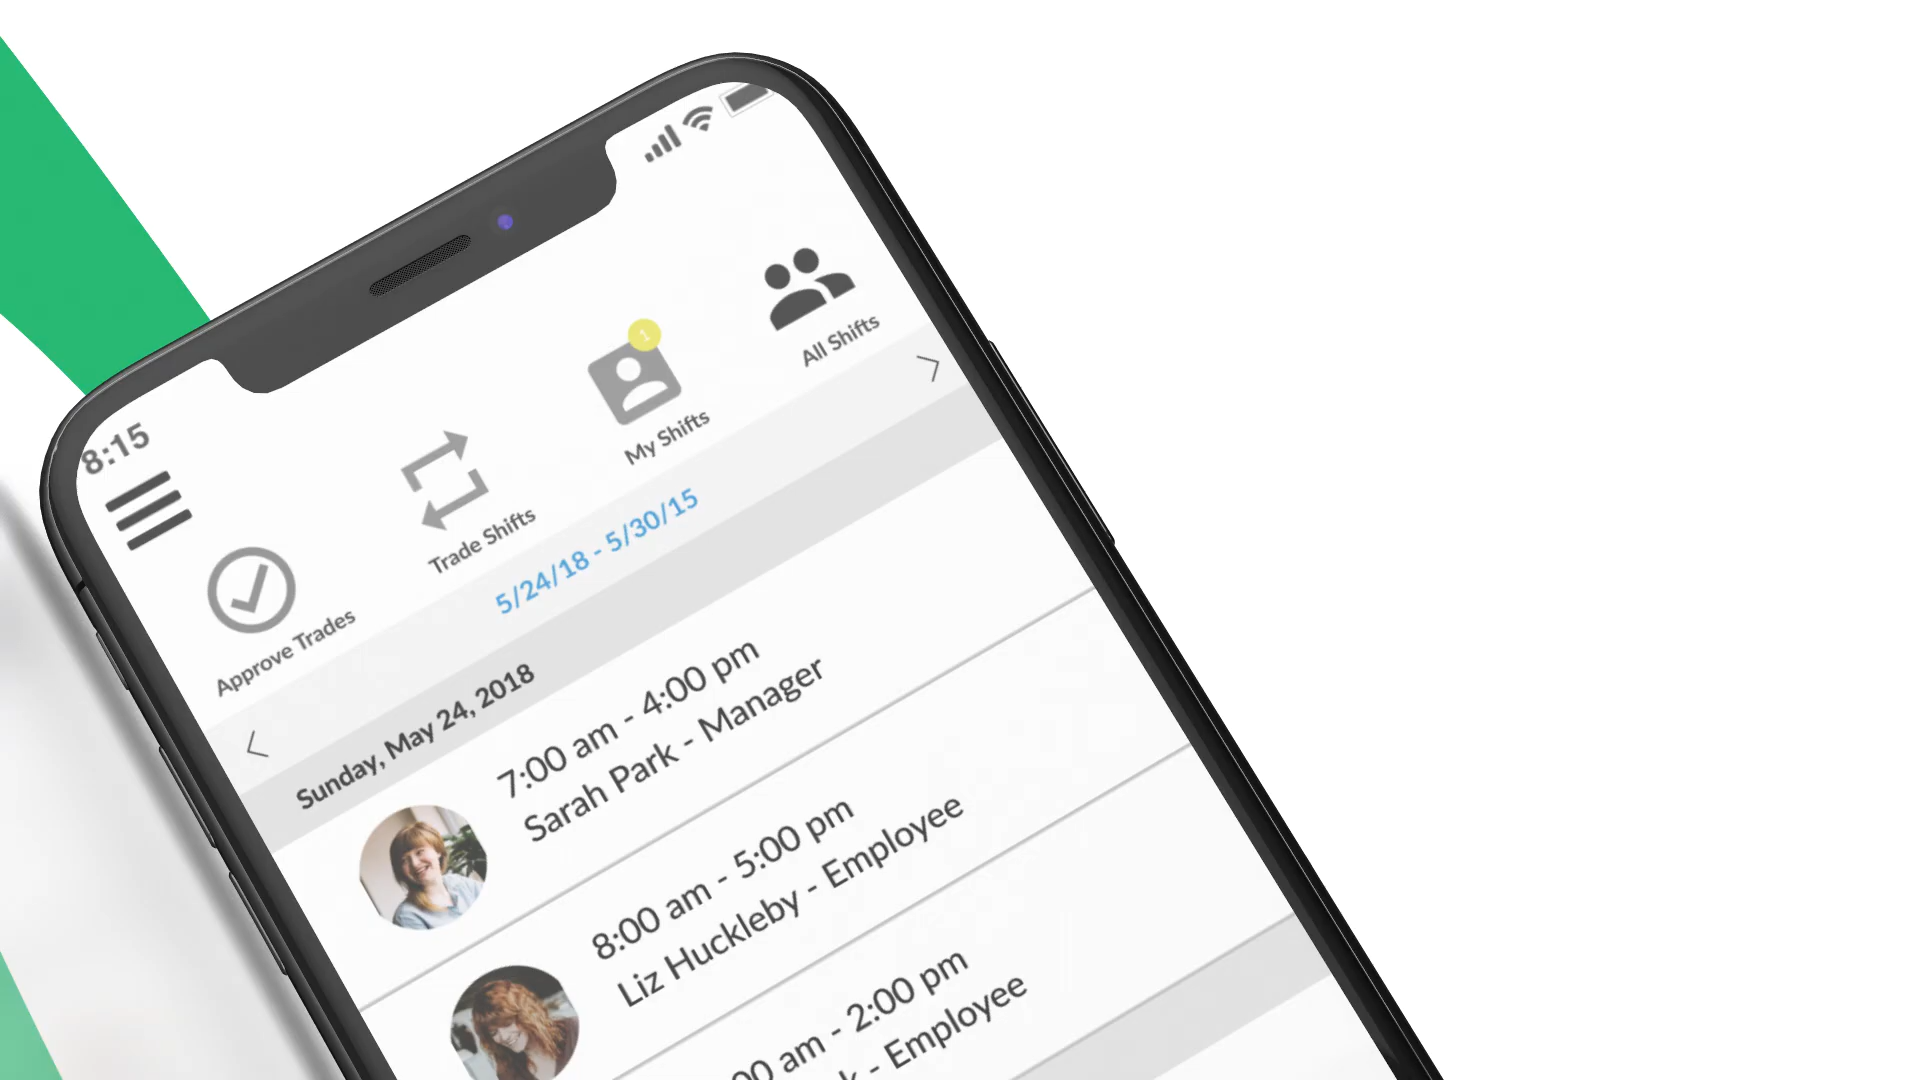 8:15
Approve Trades
Trade Shifts
1
My Shifts
All Shifts
5/24/18 - 5/30/15
Sunday, May 24, 2018
7:00 am - 4:00 pm
Sarah Park - Manager
8:00 am - 5:00 pm
Liz Huckleby - Employee
00 am - 2:00 pm
- Employee